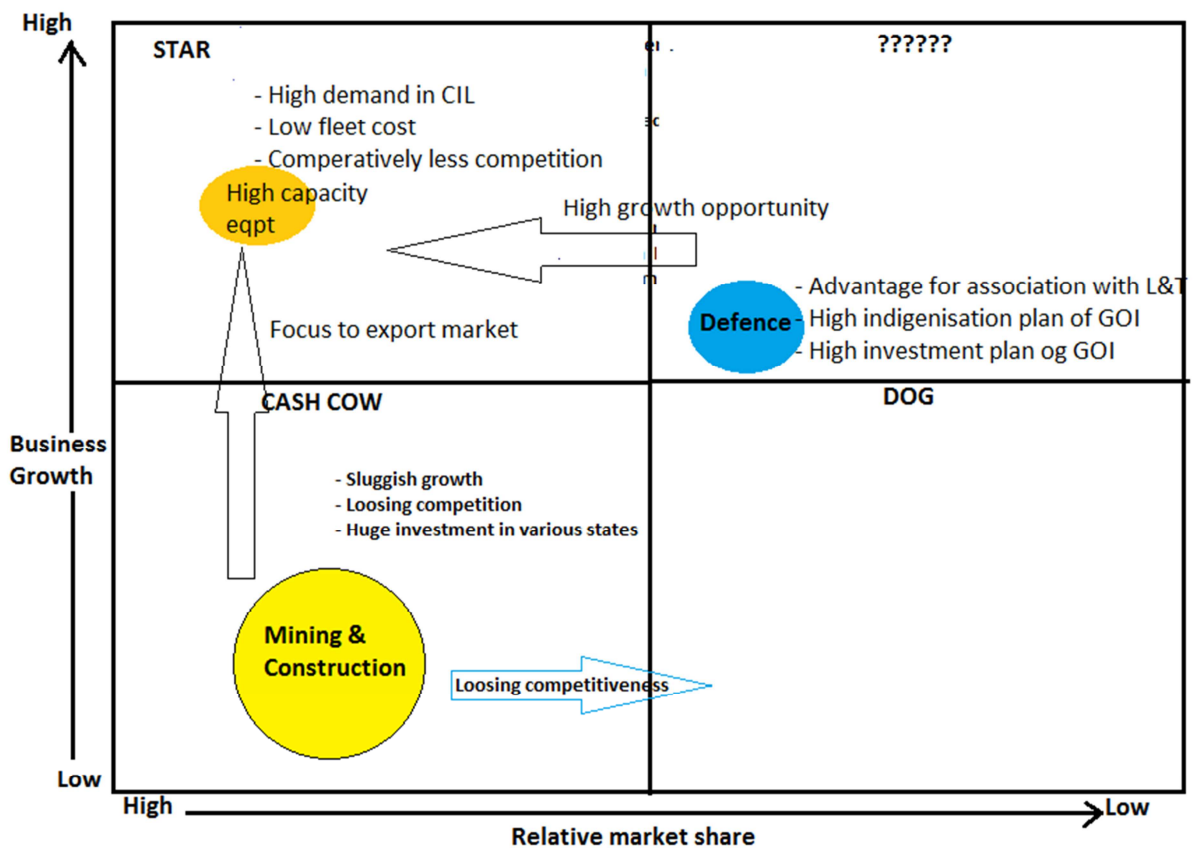 High
STAR
??????
- High demand in CIL
- Low fleet cost
- Comperatively less competition
High capacity
eqpt
High growth opportunity
Focus to export market
Defence
- Advantage for association with L&T
- High indigenisation plan of GOI
- High investment plan og GOI
CASH COW
DOG
Business
Growth
- Sluggish growth
- Loosing competition
- Huge investment in various states
Mining &
Construction
Loosing competitiveness
Low
High
Low
Relative market share